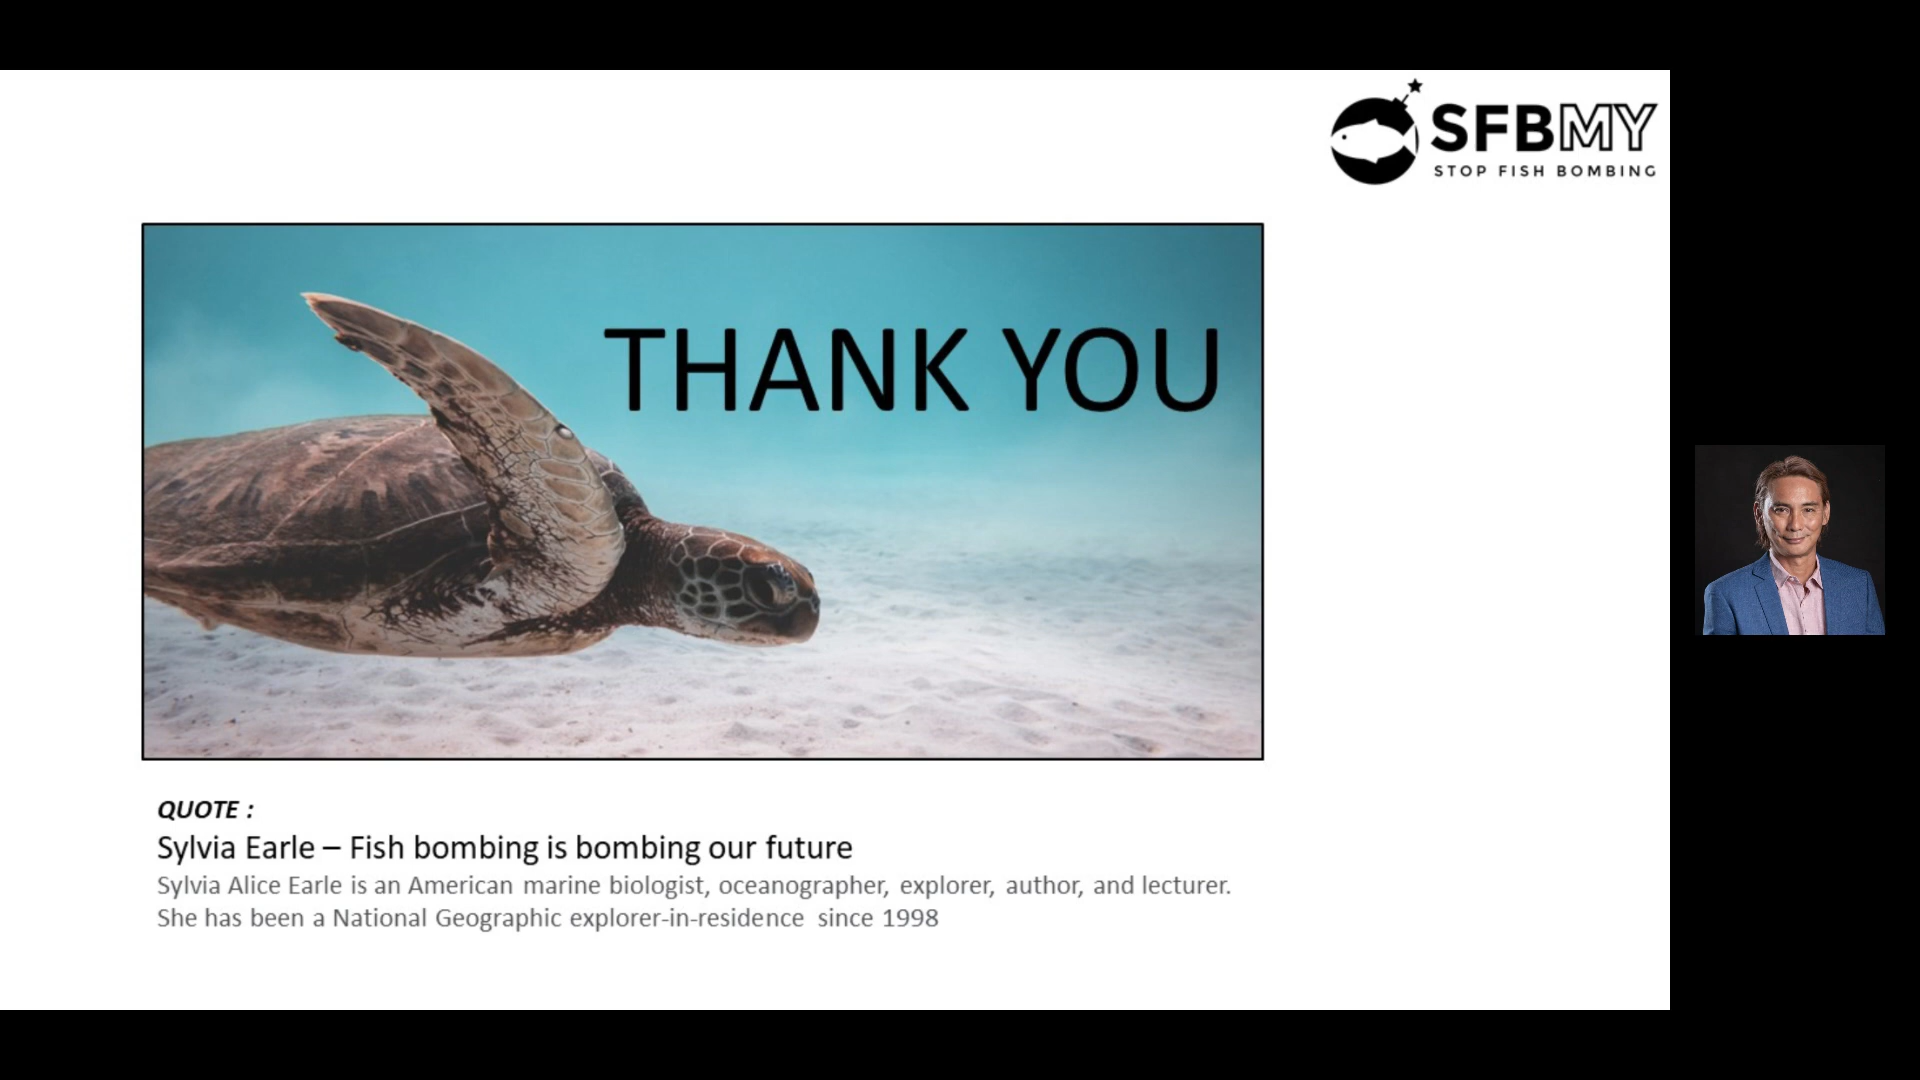 SFBMY
STOP FISH BOMBING
THANK YOU
QUOTE :
Sylvia Earle – Fish bombing is bombing our future
Sylvia Alice Earle is an American marine biologist, oceanographer, explorer, author, and lecturer.
She has been a National Geographic explorer-in-residence since 1998